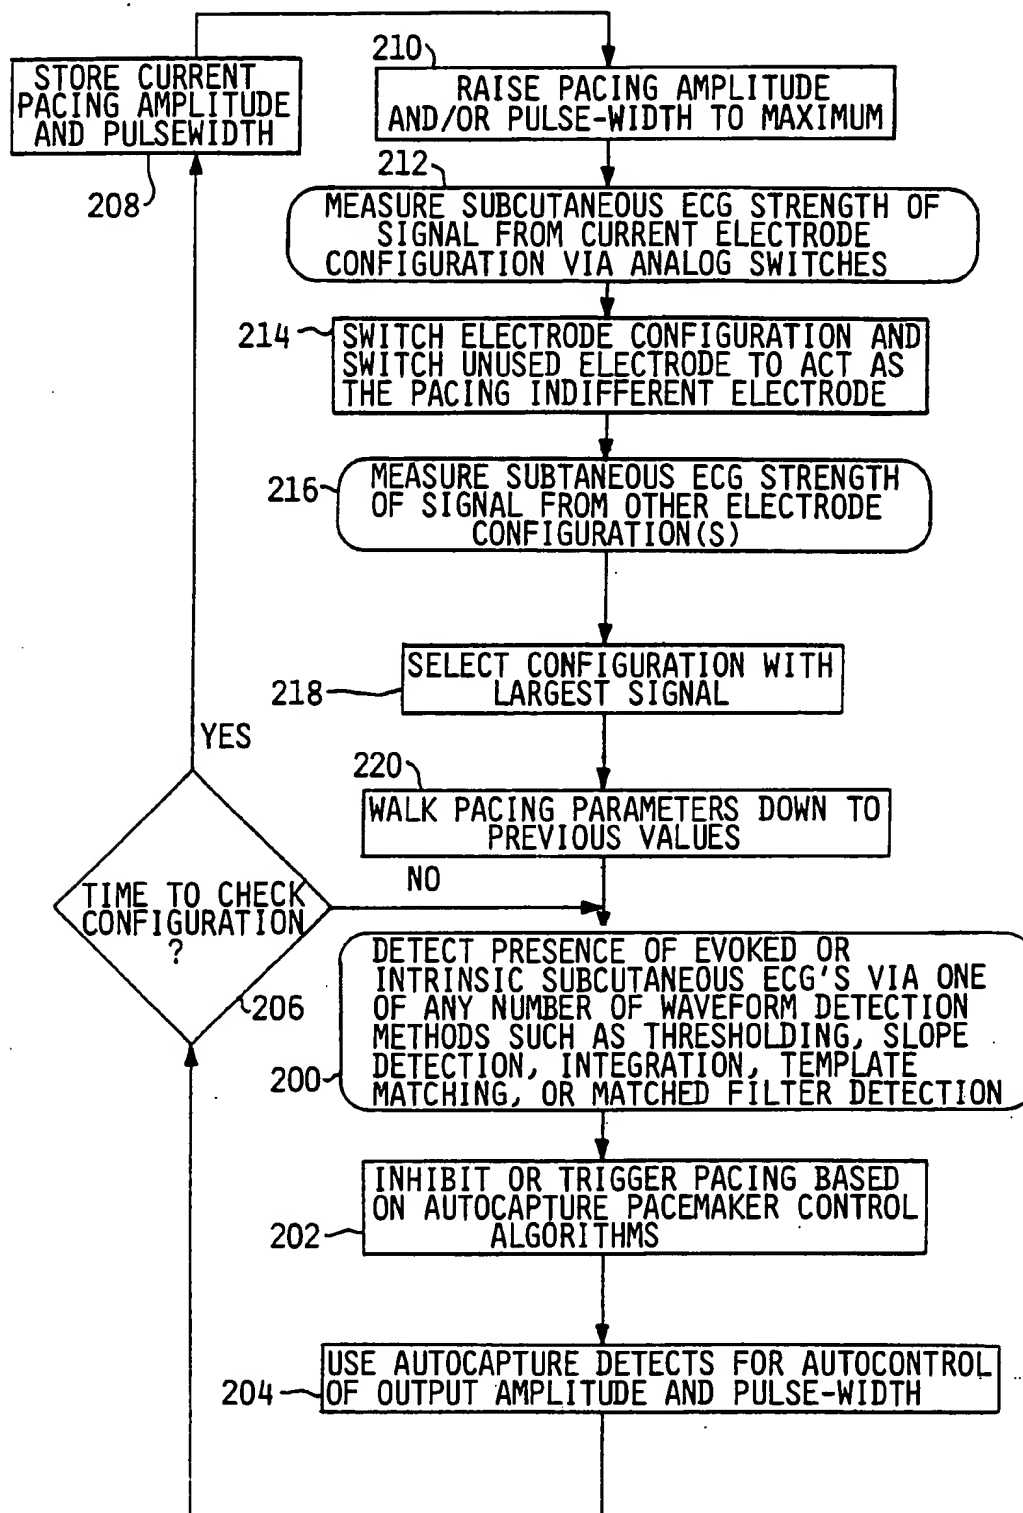 STORE CURRENT
PACING AMPLITUDE
AND PULSEWIDTH
208
210
RAISE PACING AMPLITUDE
AND/OR PULSE-WIDTH TO MAXIMUM
212
MEASURE SUBCUTANEOUS ECG STRENGTH OF
SIGNAL FROM CURRENT ELECTRODE
CONFIGURATION VIA ANALOG SWITCHES
214
SWITCH ELECTRODE CONFIGURATION AND
SWITCH UNUSED ELECTRODE TO ACT AS
THE PACING INDIFFERENT ELECTRODE
216
MEASURE SUBTANEOUS ECG STRENGTH
OF SIGNAL FROM OTHER ELECTRODE
CONFIGURATION(S)
218
SELECT CONFIGURATION WITH
LARGEST SIGNAL
YES
220
WALK PACING PARAMETERS DOWN TO
PREVIOUS VALUES
NO
TIME TO CHECK
CONFIGURATION
?
206
200
DETECT PRESENCE OF EVOKED OR
INTRINSIC SUBCUTANEOUS ECG'S VIA ONE
OF ANY NUMBER OF WAVEFORM DETECTION
METHODS SUCH AS THRESHOLDING, SLOPE
DETECTION, INTEGRATION, TEMPLATE
MATCHING, OR MATCHED FILTER DETECTION
202
INHIBIT OR TRIGGER PACING BASED
ON AUTOCAPTURE PACEMAKER CONTROL
ALGORITHMS
204
USE AUTOCAPTURE DETECTS FOR AUTOCONTROL
OF OUTPUT AMPLITUDE AND PULSE-WIDTH